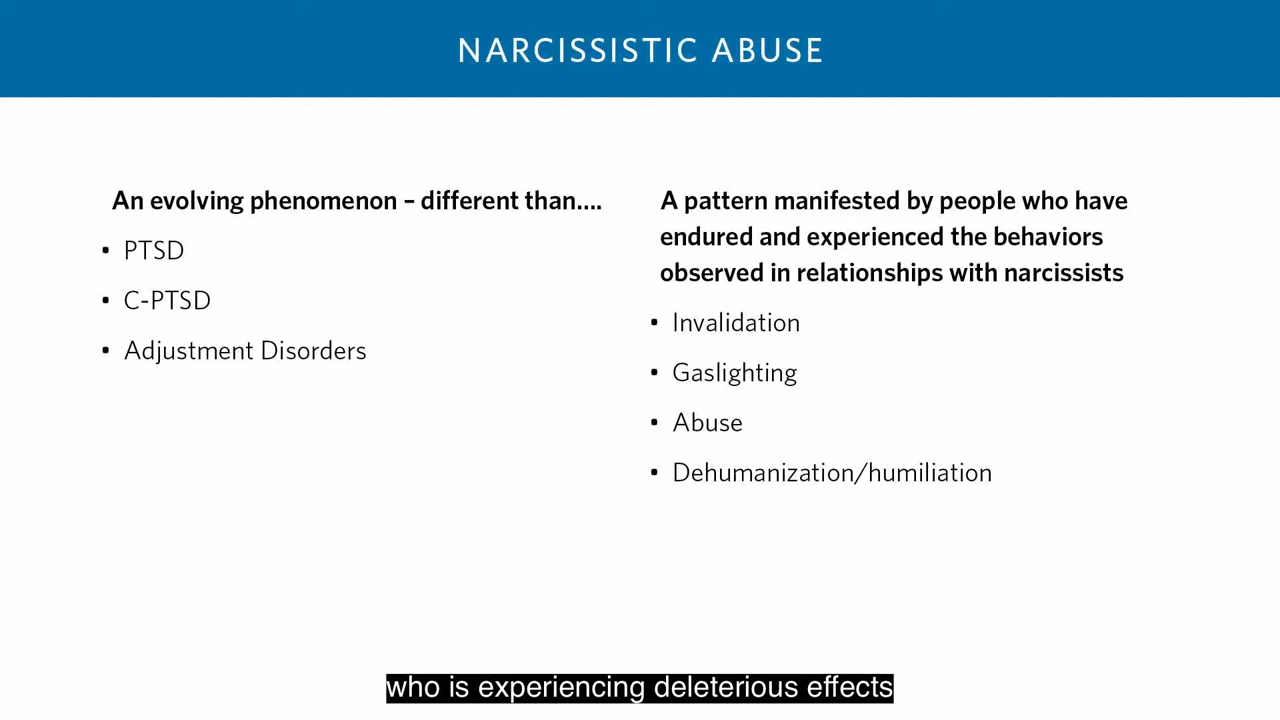 NARCISSISTIC ABUSE
An evolving phenomenon – different than....
▪ PTSD
▪ C-PTSD
▪ Adjustment Disorders
A pattern manifested by people who have
endured and experienced the behaviors
observed in relationships with narcissists
▪ Invalidation
▪ Gaslighting
▪ Abuse
▪ Dehumanization/humiliation
who is experiencing deleterious effects